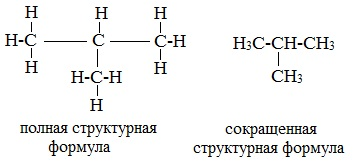 H H H
H-C — C — C-H
H H
H-C-H
H
H3C-CH-CH3
CH3
полная структурная
формула
сокращенная
структурная формула